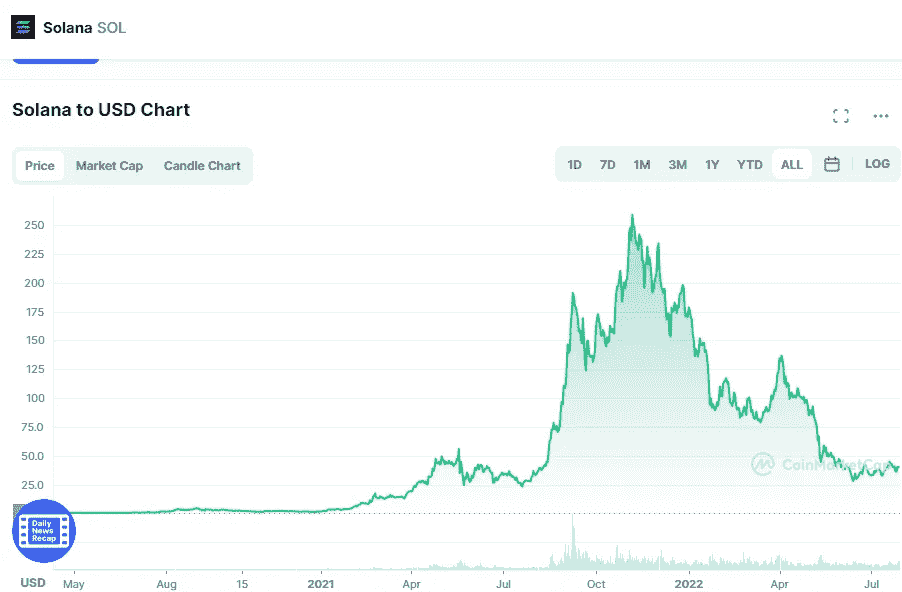 Solana SOL
Solana to USD Chart
Price Market Cap Candle Chart
1D 7D 1M 3M 1Y YTD ALL LOG
250
225
200
175
150
125
100
75.0
50.0
25.0
CoinMarketCap
Daily
News
Recap
USD May Aug 15 2021 Apr Jul Oct 2022 Apr Jul